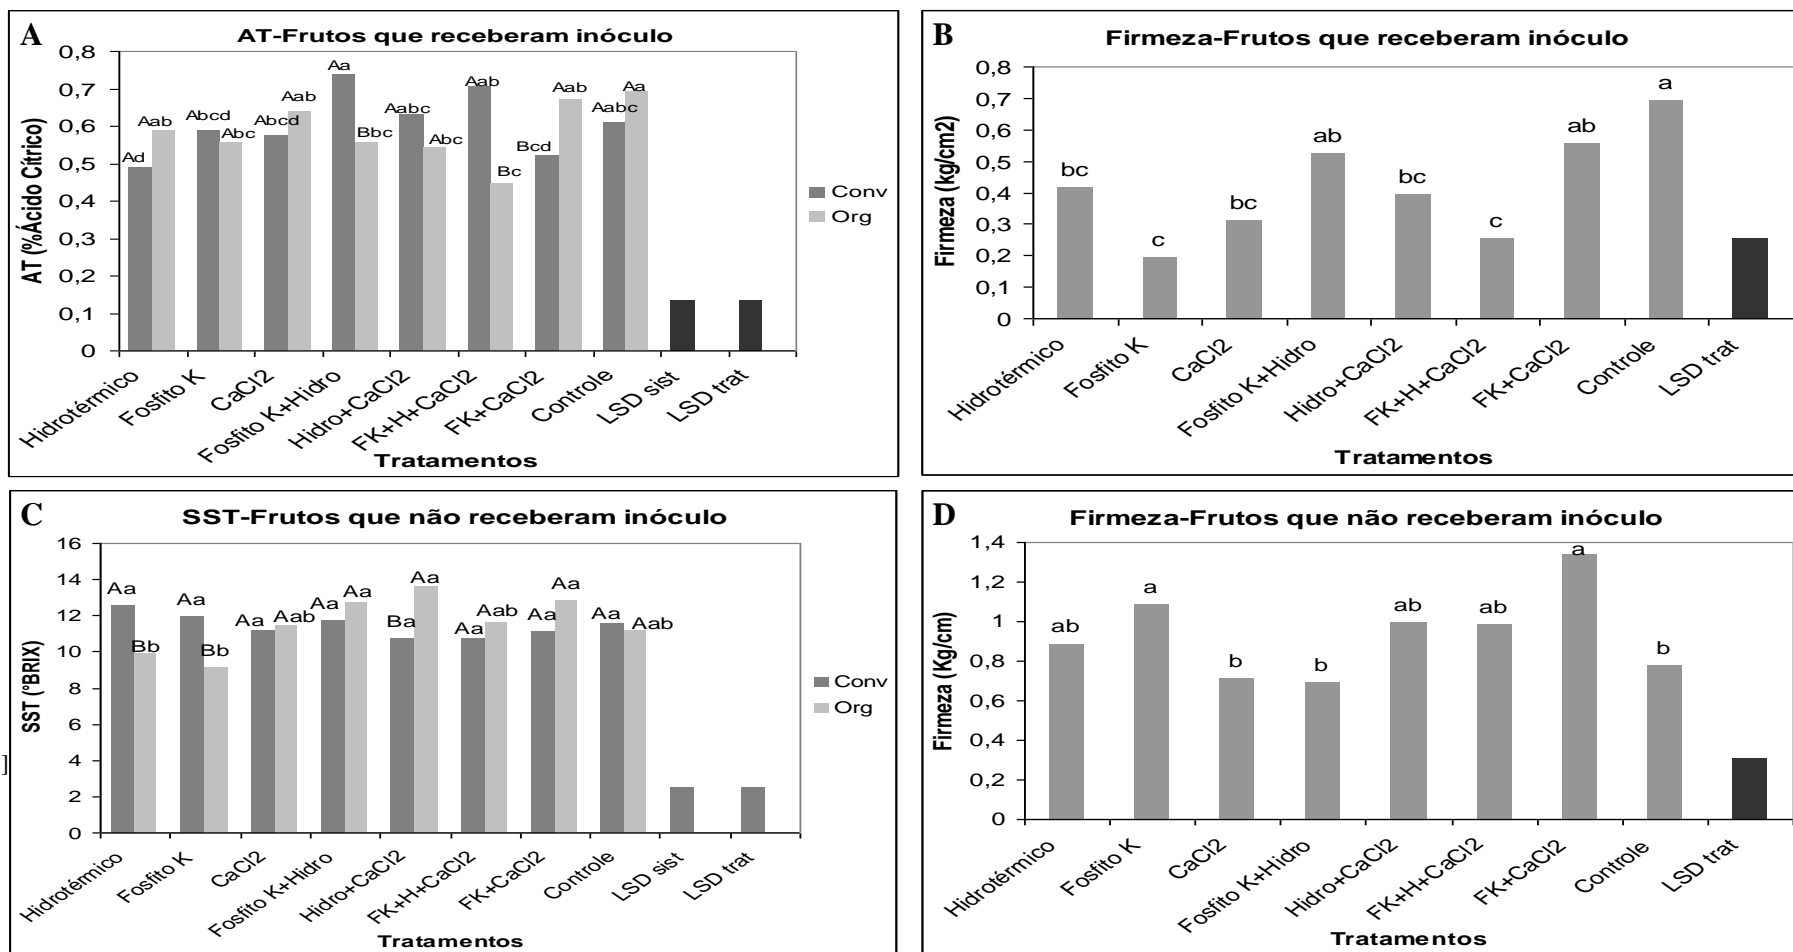 A
AT-Frutos que receberam inóculo
AT (%Ácido Cítrico)
0,8
0,7
0,6
0,5
0,4
0,3
0,2
0,1
0
Ad
Aab
Abcd
Abc
Abcd
Aab
Aa
Bbc
Aabc
Abc
Aab
Bc
Bcd
Aab
Aabc
Aa
Conv
Org
Hidrotérmico
Fosfito K
CaCl2
Fosfito K+Hidro
Hidro+CaCl2
FK+H+CaCl2
FK+CaCl2
Controle
LSD sist
LSD trat
Tratamentos
B
Firmeza-Frutos que receberam inóculo
Firmeza (kg/cm2)
0,8
0,7
0,6
0,5
0,4
0,3
0,2
0,1
0
bc
c
bc
ab
bc
c
ab
a
Hidrotérmico
Fosfito K
CaCl2
Fosfito K+Hidro
Hidro+CaCl2
FK+H+CaCl2
FK+CaCl2
Controle
LSD trat
Tratamentos
C
SST-Frutos que não receberam inóculo
SST (°BRIX)
16
14
12
10
8
6
4
2
0
Aa
Bb
Aa
Bb
Aa
Aab
Aa
Aa
Ba
Aa
Aa
Aab
Aa
Aa
Aa
Aab
Conv
Org
Hidrotérmico
Fosfito K
CaCl2
Fosfito K+Hidro
Hidro+CaCl2
FK+H+CaCl2
FK+CaCl2
Controle
LSD sist
LSD trat
Tratamentos
]
D
Firmeza-Frutos que não receberam inóculo
Firmeza (Kg/cm)
1,4
1,2
1
0,8
0,6
0,4
0,2
0
ab
a
b
b
ab
ab
a
b
Hidrotérmico
Fosfito K
CaCl2
Fosfito K+Hidro
Hidro+CaCl2
FK+H+CaCl2
FK+CaCl2
Controle
LSD trat
Tratamentos